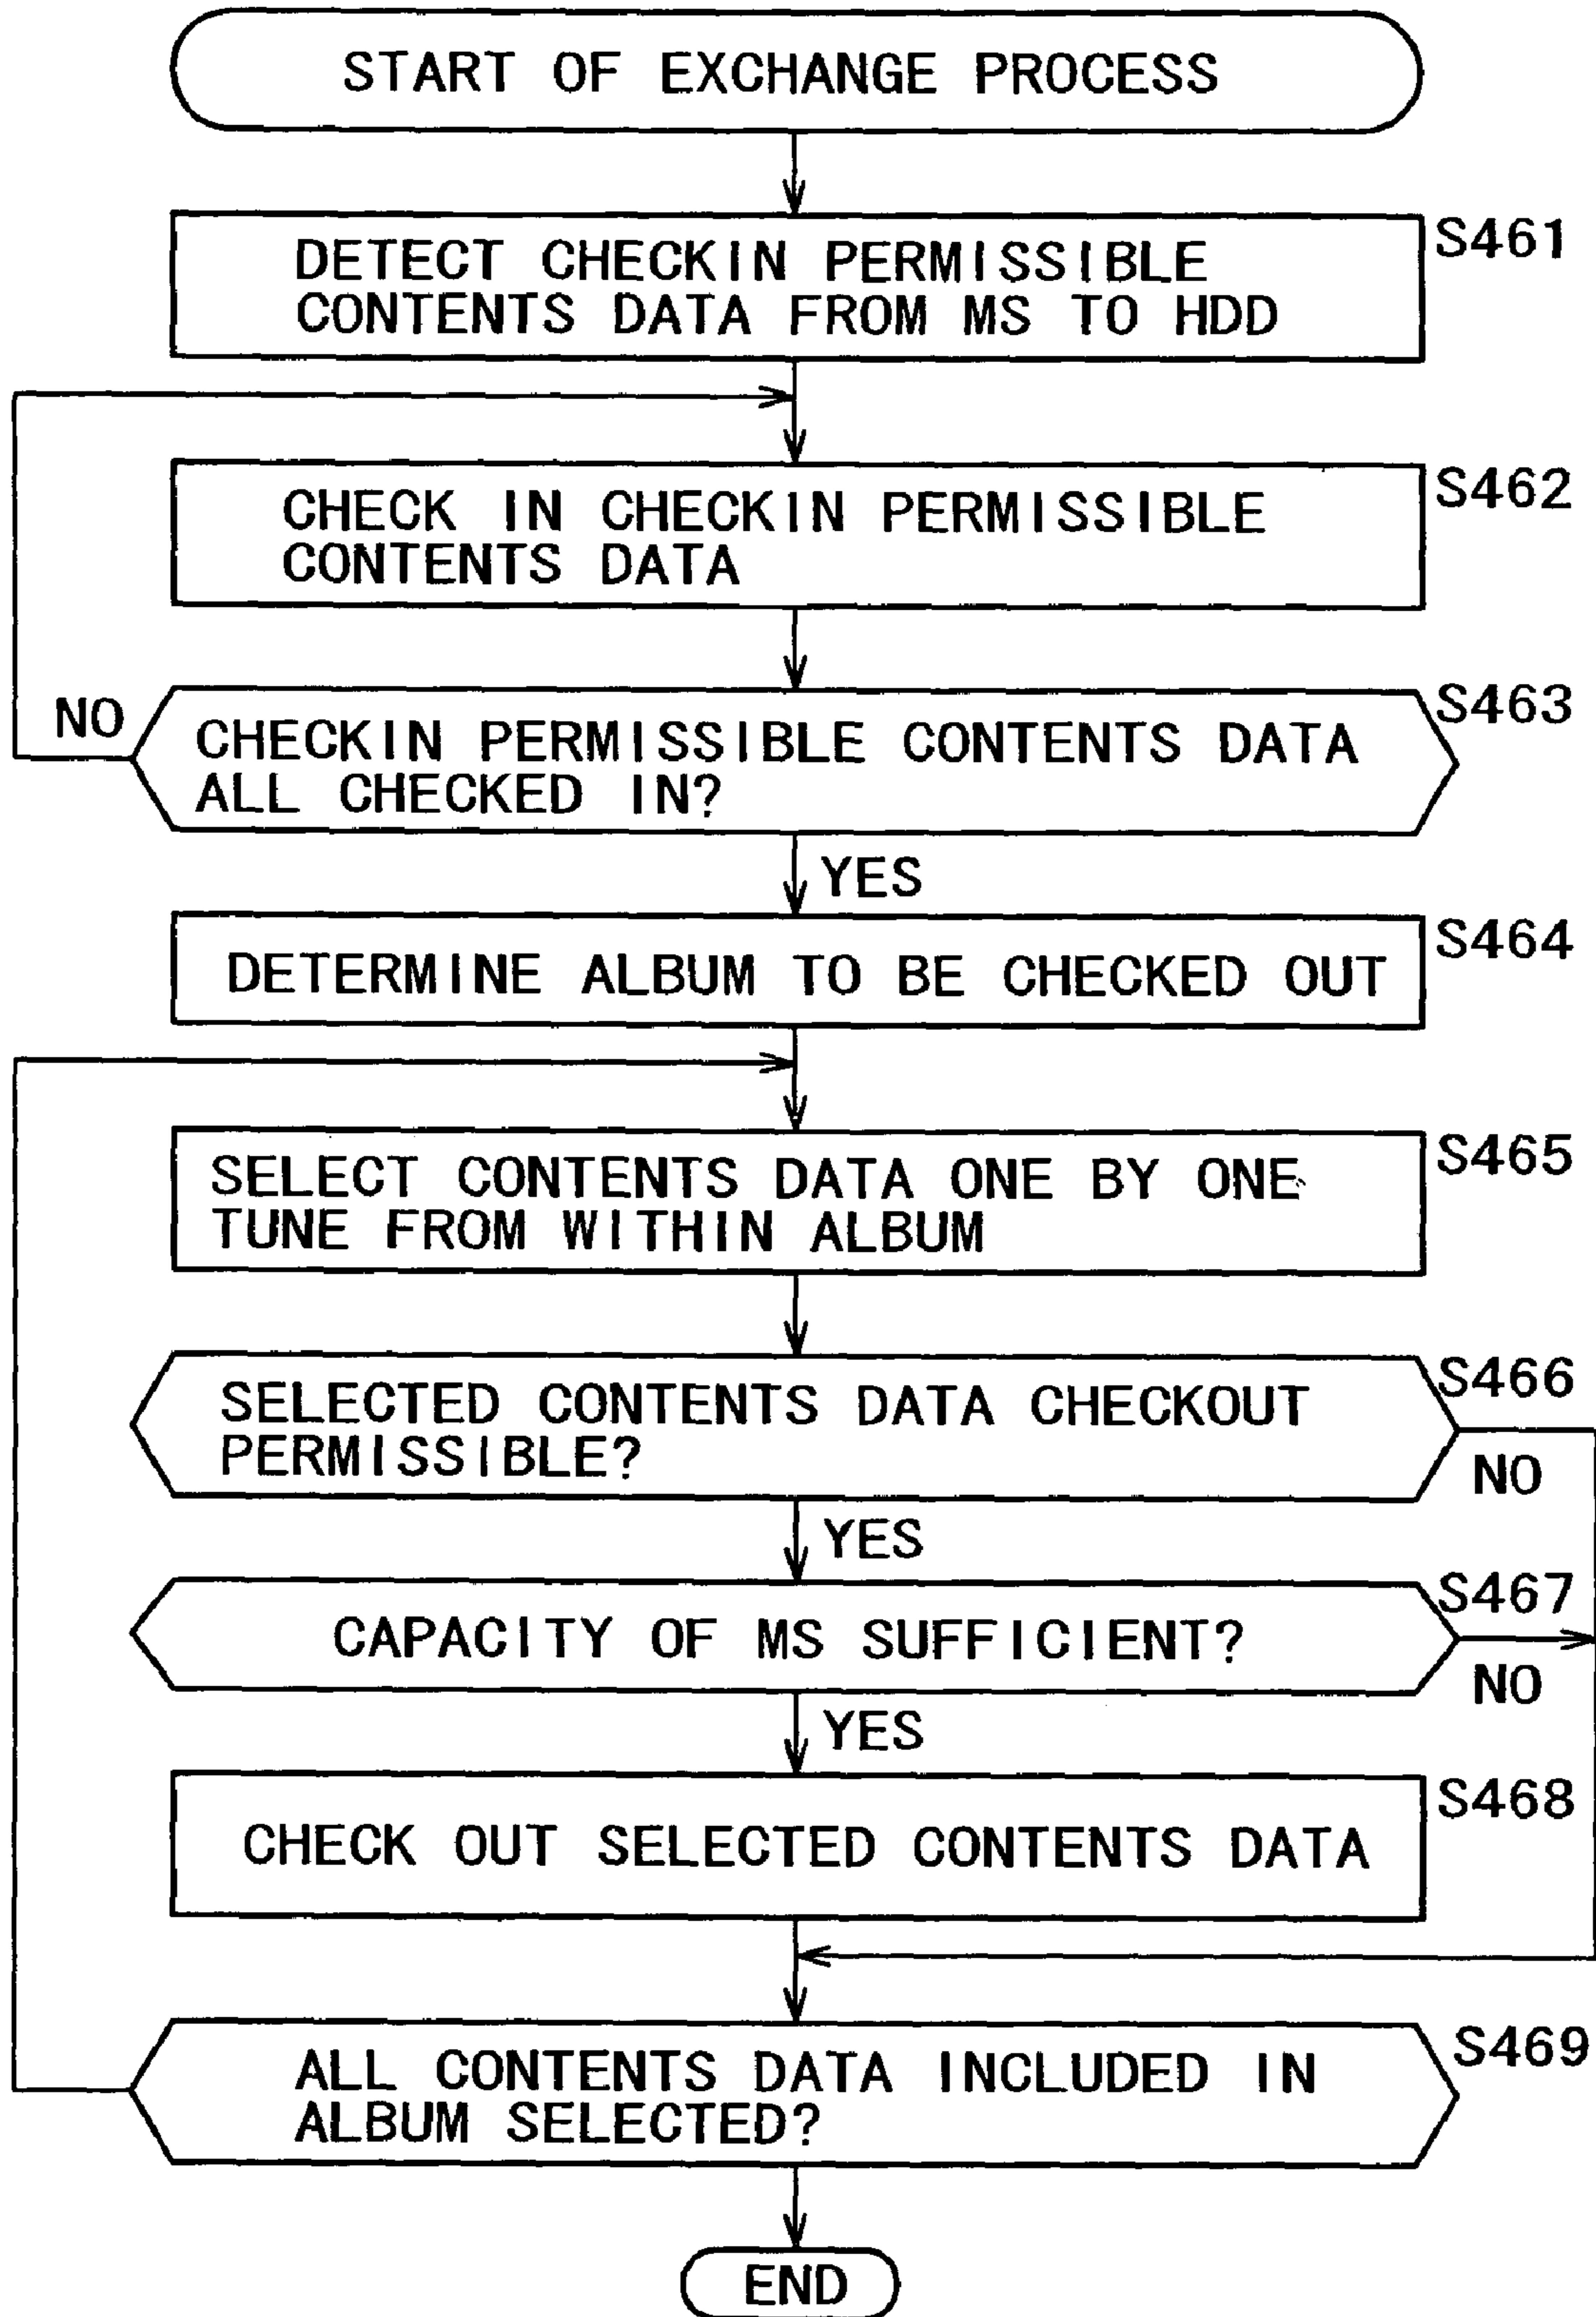 START OF EXCHANGE PROCESS
S461
DETECT CHECKIN PERMISSIBLE
CONTENTS DATA FROM MS TO HDD
S462
CHECK IN CHECKIN PERMISSIBLE
CONTENTS DATA
S463
NO
CHECKIN PERMISSIBLE CONTENTS DATA
ALL CHECKED IN?
YES
S464
DETERMINE ALBUM TO BE CHECKED OUT
S465
SELECT CONTENTS DATA ONE BY ONE
TUNE FROM WITHIN ALBUM
S466
SELECTED CONTENTS DATA CHECKOUT
PERMISSIBLE?
NO
YES
S467
CAPACITY OF MS SUFFICIENT?
NO
YES
S468
CHECK OUT SELECTED CONTENTS DATA
S469
ALL CONTENTS DATA INCLUDED IN
ALBUM SELECTED?
END